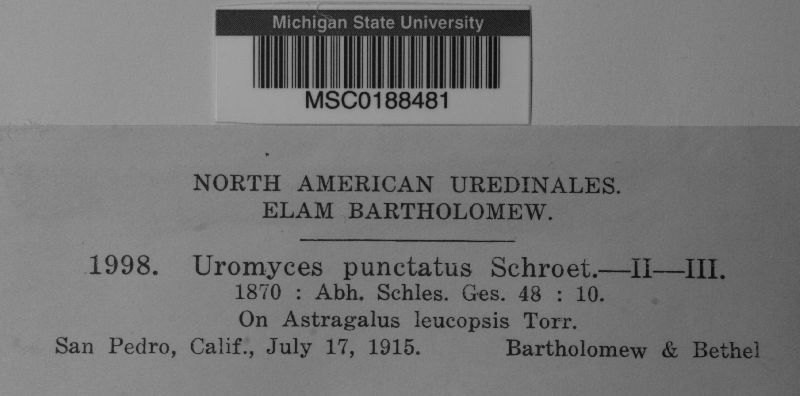 Michigan State University
MSC0188481
NORTH AMERICAN UREDINALES.
ELAM BARTHOLOMEW.
1998. Uromyces punctatus Schroet.—II—III.
1870 : Abh. Schles. Ges. 48 : 10.
On Astragalus leucopsis Torr.
San Pedro, Calif., July 17, 1915. Bartholomew & Bethel